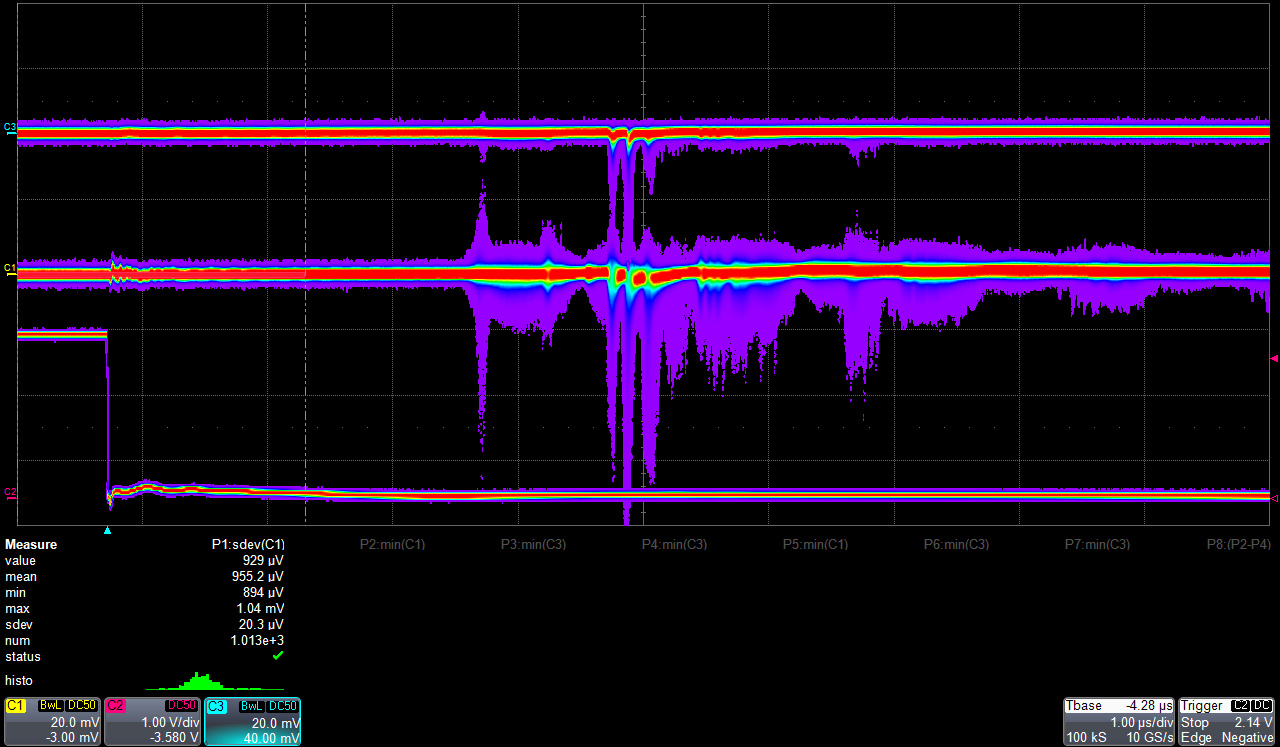 C3
C1
C2
Measure P1:sdev(C1) P2:min(C1) P3:min(C3) P4:min(C3) P5:min(C1) P6:min(C3) P7:min(C3) P8:(P2-P4)
value 929 µV
mean 955.2 µV
min 894 µV
max 1.04 mV
sdev 20.3 µV
num 1.013e+3
status
histo
C1 BwL DC50 C2 DC50 C3 BwL DC50 Tbase -4.28 µs Trigger C2 DC
20.0 mV 1.00 V/div 20.0 mV 1.00 µs/div Stop 2.14 V
-3.00 mV -3.580 V 40.00 mV 100 kS 10 GS/s Edge Negative